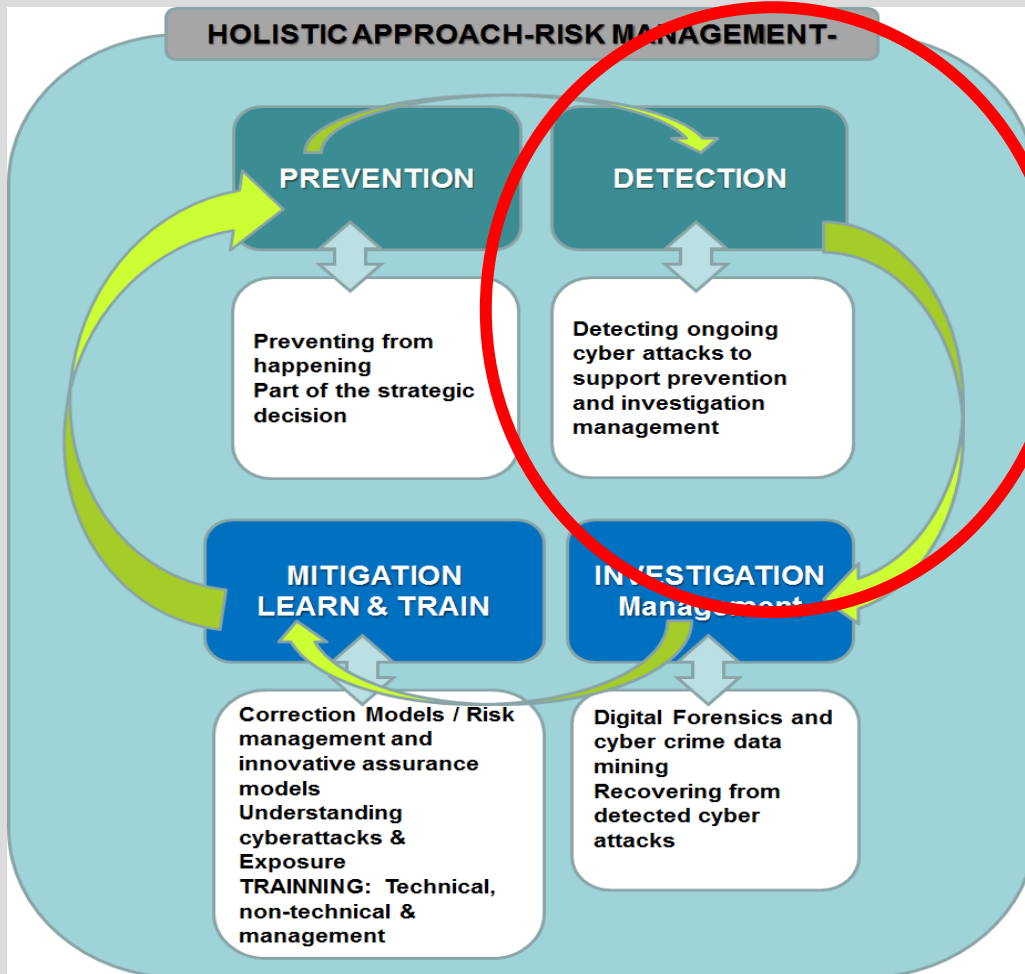 HOLISTIC APPROACH-RISK MANAGEMENT-
PREVENTION
DETECTION
Preventing from
happening
Part of the strategic
decision
Detecting ongoing
cyber attacks to
support prevention
and investigation
management
MITIGATION
LEARN & TRAIN
INVESTIGATION
Management
Correction Models / Risk
management and
innovative assurance
models
Understanding
cyberattacks &
Exposure
TRAINNING: Technical,
non-technical &
management
Digital Forensics and
cyber crime data
mining
Recovering from
detected cyber
attacks